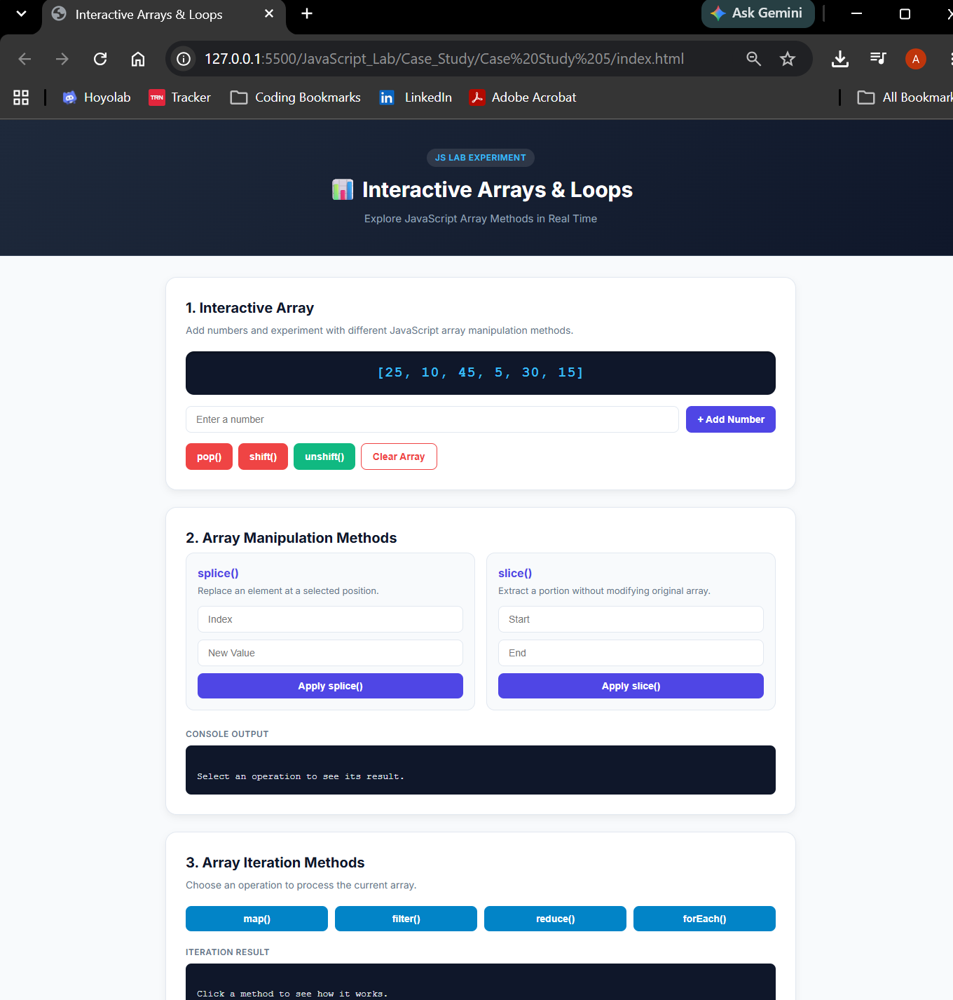 Interactive Arrays & Loops
Ask Gemini
127.0.0.1:5500/JavaScript_Lab/Case_Study/Case%20Study%205/index.html
A
Hoyolab
TRN Tracker
Coding Bookmarks
in LinkedIn
Adobe Acrobat
All Bookmark
JS LAB EXPERIMENT
Interactive Arrays & Loops
Explore JavaScript Array Methods in Real Time
1. Interactive Array
Add numbers and experiment with different JavaScript array manipulation methods.
[25, 10, 45, 5, 30, 15]
Enter a number
+ Add Number
pop()
shift()
unshift()
Clear Array
2. Array Manipulation Methods
splice()
Replace an element at a selected position.
Index
New Value
Apply splice()
slice()
Extract a portion without modifying original array.
Start
End
Apply slice()
CONSOLE OUTPUT
Select an operation to see its result.
3. Array Iteration Methods
Choose an operation to process the current array.
map()
filter()
reduce()
forEach()
ITERATION RESULT
Click a method to see how it works.